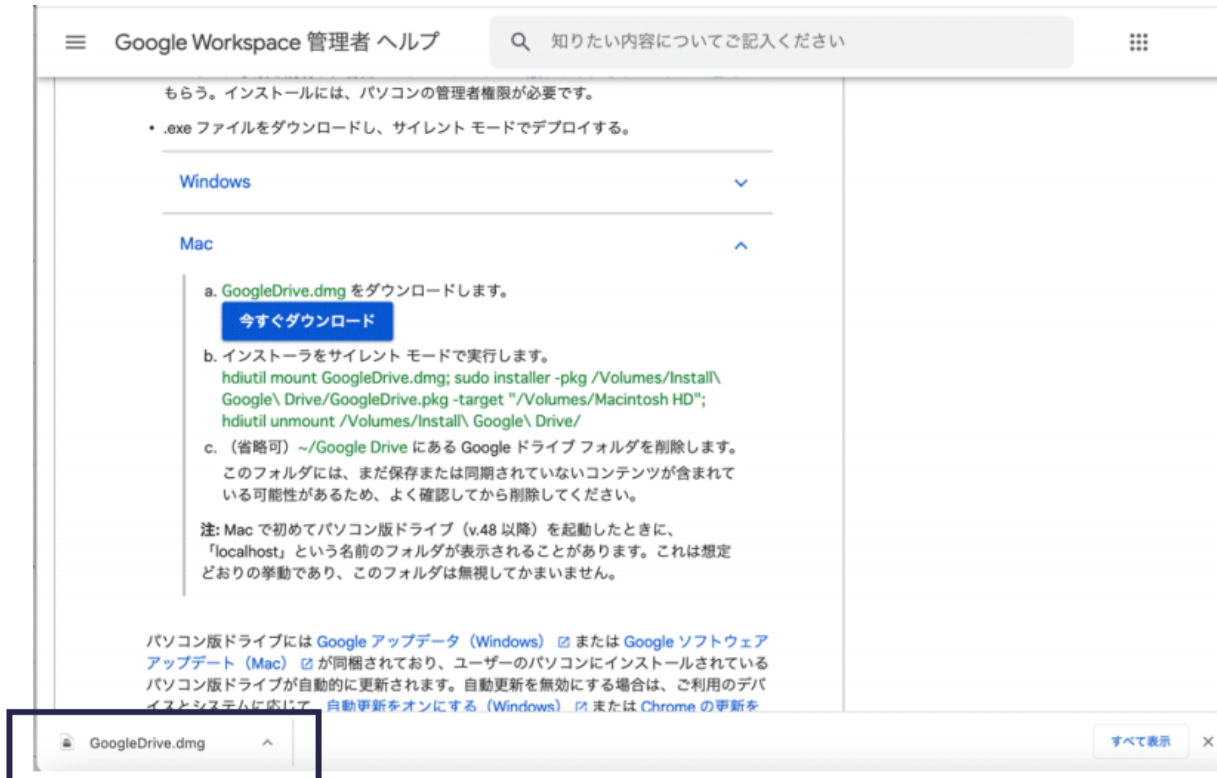 Google Workspace 管理者 ヘルプ
知りたい内容についてご記入ください
もらう。インストールには、パソコンの管理者権限が必要です。
• .exe ファイルをダウンロードし、サイレント モードでデプロイする。
Windows
Mac
a. GoogleDrive.dmg をダウンロードします。
今すぐダウンロード
b. インストーラをサイレント モードで実行します。
hdiutil mount GoogleDrive.dmg; sudo installer -pkg /Volumes/Install\
Google\ Drive/GoogleDrive.pkg -target "/Volumes/Macintosh HD";
hdiutil unmount /Volumes/Install\ Google\ Drive/
c. （省略可）~/Google Drive にある Google ドライブ フォルダを削除します。
このフォルダには、まだ保存または同期されていないコンテンツが含まれて
いる可能性があるため、よく確認してから削除してください。
注: Mac で初めてパソコン版ドライブ（v.48 以降）を起動したときに、
「localhost」という名前のフォルダが表示されることがあります。これは想定
どおりの挙動であり、このフォルダは無視してかまいません。
パソコン版ドライブには Google アップデータ（Windows） または Google ソフトウェア
アップデート（Mac） が同梱されており、ユーザーのパソコンにインストールされている
パソコン版ドライブが自動的に更新されます。自動更新を無効にする場合は、ご利用のデバ
イスとシステムに応じて、自動更新をオンにする（Windows） または Chrome の更新を
GoogleDrive.dmg
すべて表示